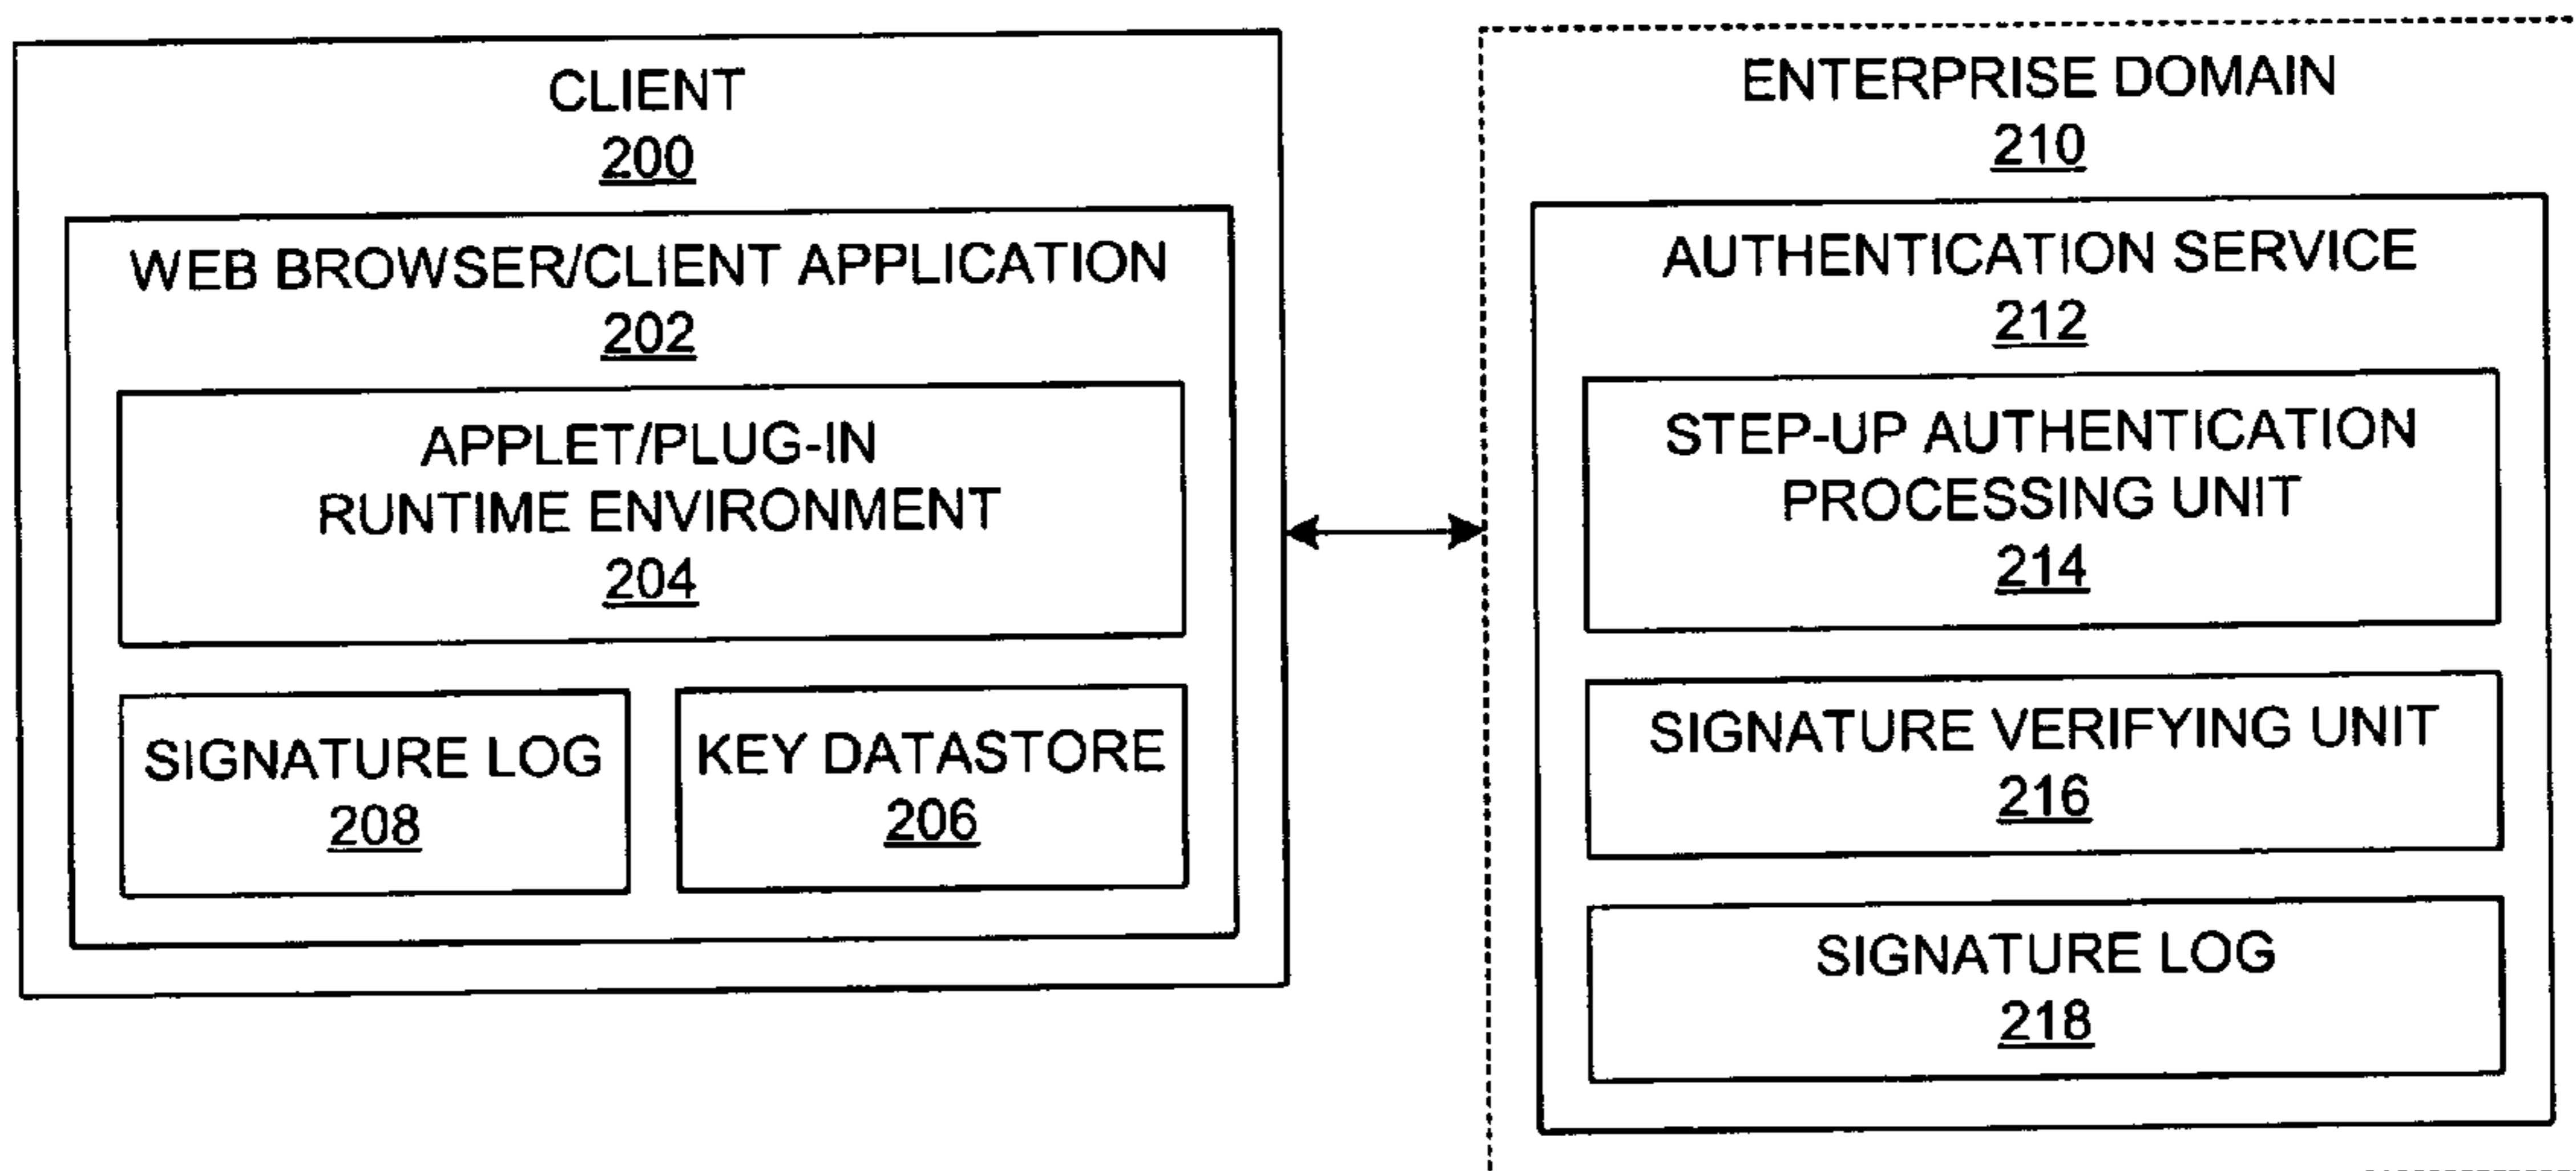 CLIENT
200
WEB BROWSER/CLIENT APPLICATION
202
APPLET/PLUG-IN
RUNTIME ENVIRONMENT
204
SIGNATURE LOG
208
KEY DATASTORE
206
ENTERPRISE DOMAIN
210
AUTHENTICATION SERVICE
212
STEP-UP AUTHENTICATION
PROCESSING UNIT
214
SIGNATURE VERIFYING UNIT
216
SIGNATURE LOG
218